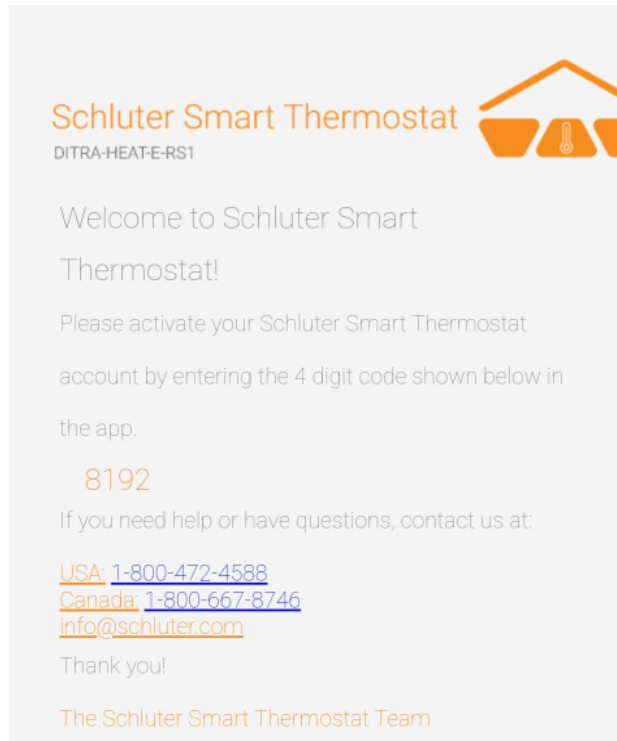 Schluter Smart Thermostat
DITRA-HEAT-E-RS1
Welcome to Schluter Smart
Thermostat!
Please activate your Schluter Smart Thermostat
account by entering the 4 digit code shown below in
the app.
8192
If you need help or have questions, contact us at:
USA: 1-800-472-4588
Canada: 1-800-667-8746
info@schluter.com
Thank you!
The Schluter Smart Thermostat Team